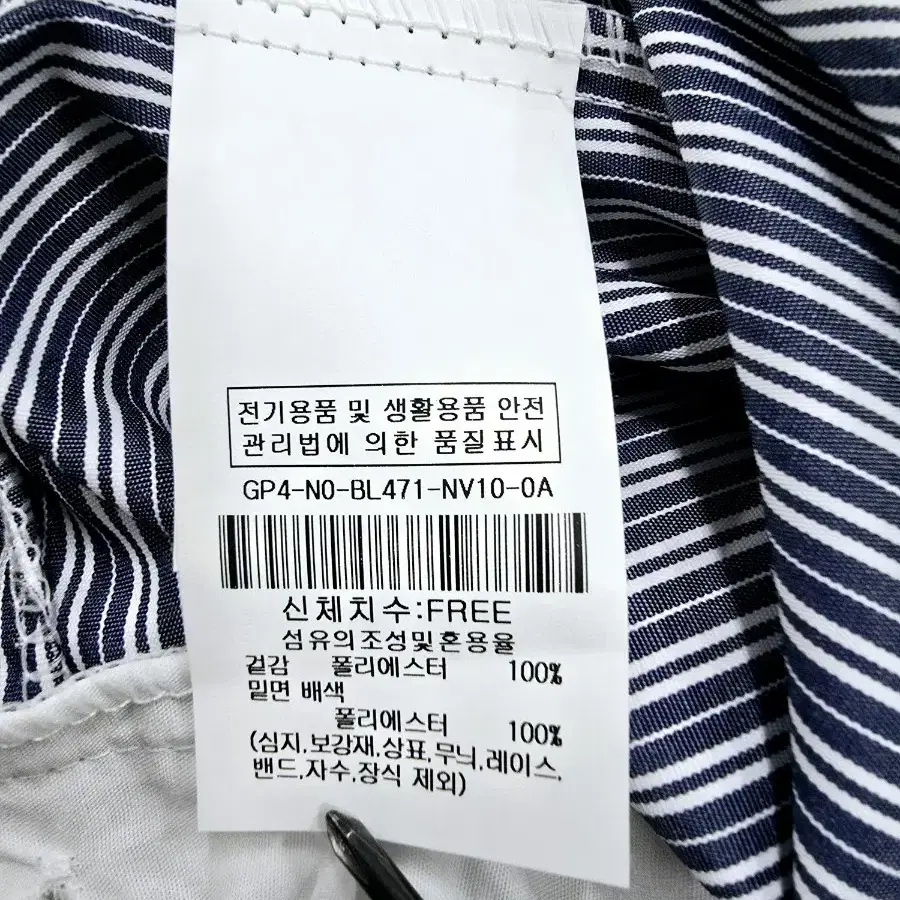 전기용품 및 생활용품 안전
관리법에 의한 품질표시
GP4-N0-BL471-NV10-0A
신체치수:FREE
섬유의조성및혼용율
겉감 폴리에스터 100%
밑면 배색
폴리에스터 100%
(심지,보강재,상표,무늬,레이스,
밴드,자수,장식 제외)